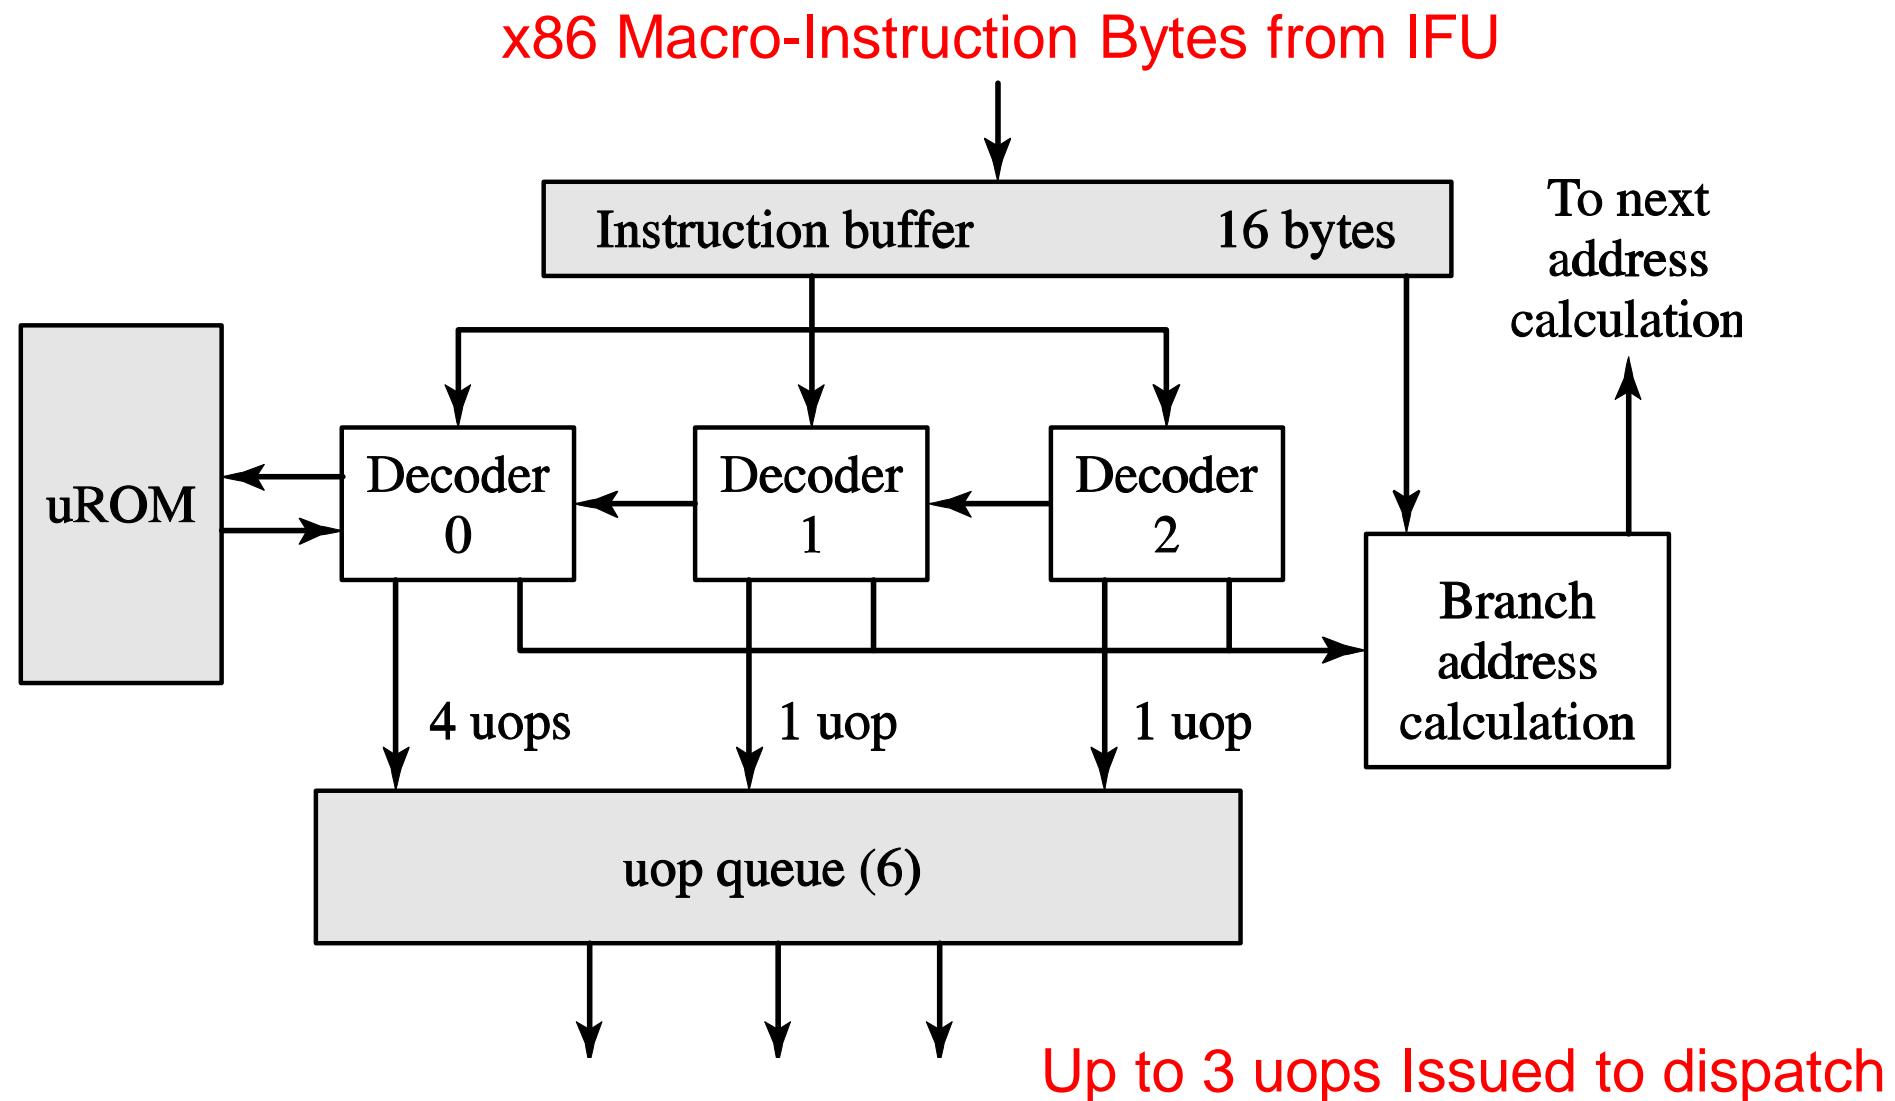 x86 Macro-Instruction Bytes from IFU
Instruction buffer 16 bytes
To next
address
calculation
uROM
Decoder
0
Decoder
1
Decoder
2
Branch
address
calculation
4 uops
1 uop
1 uop
uop queue (6)
Up to 3 uops Issued to dispatch